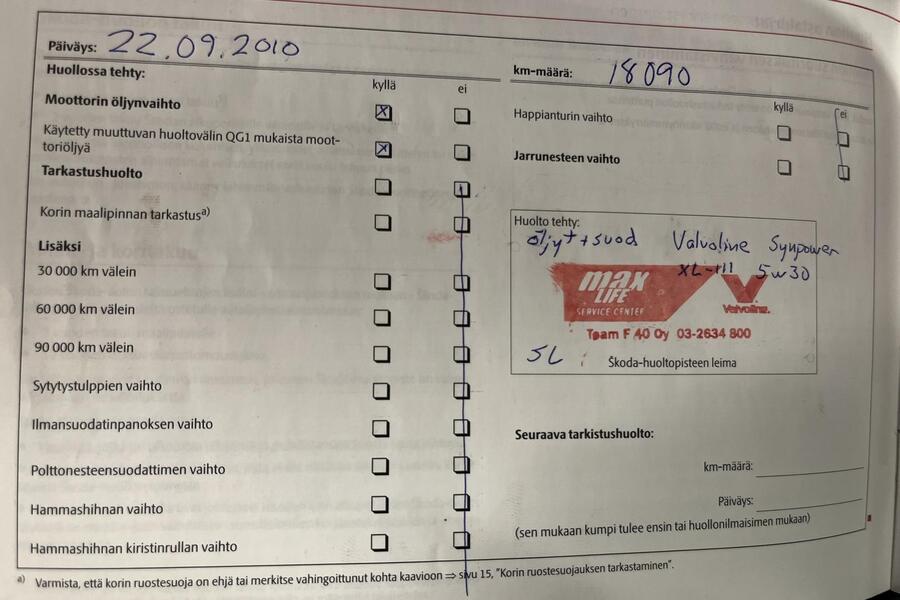 Päiväys: 22.09.2010
Huollossa tehty:
kyllä ei
Moottorin öljynvaihto
Käytetty muuttuvan huoltovälin QG1 mukaista moot-
toriöljyä
Tarkastushuolto
Korin maalipinnan tarkastusa)
Lisäksi
30 000 km välein
60 000 km välein
90 000 km välein
Sytytystulppien vaihto
Ilmansuodatinpanoksen vaihto
Polttonesteensuodattimen vaihto
Hammashihnan vaihto
Hammashihnan kiristinrullan vaihto
km-määrä: 18090
kyllä ei
Happianturin vaihto
Jarrunesteen vaihto
Huolto tehty:
öljyt + suod Valvoline Synpower
XL-III 5w30
max
LIFE
SERVICE CENTER
Valvoline.
Team F 40 Oy 03-2634 800
5L
Škoda-huoltopisteen leima
Seuraava tarkistushuolto:
km-määrä:
Päiväys:
(sen mukaan kumpi tulee ensin tai huollonilmaisimen mukaan)
a) Varmista, että korin ruostesuoja on ehjä tai merkitse vahingoittunut kohta kaavioon ⇒ sivu 15, "Korin ruostesuojauksen tarkastaminen".